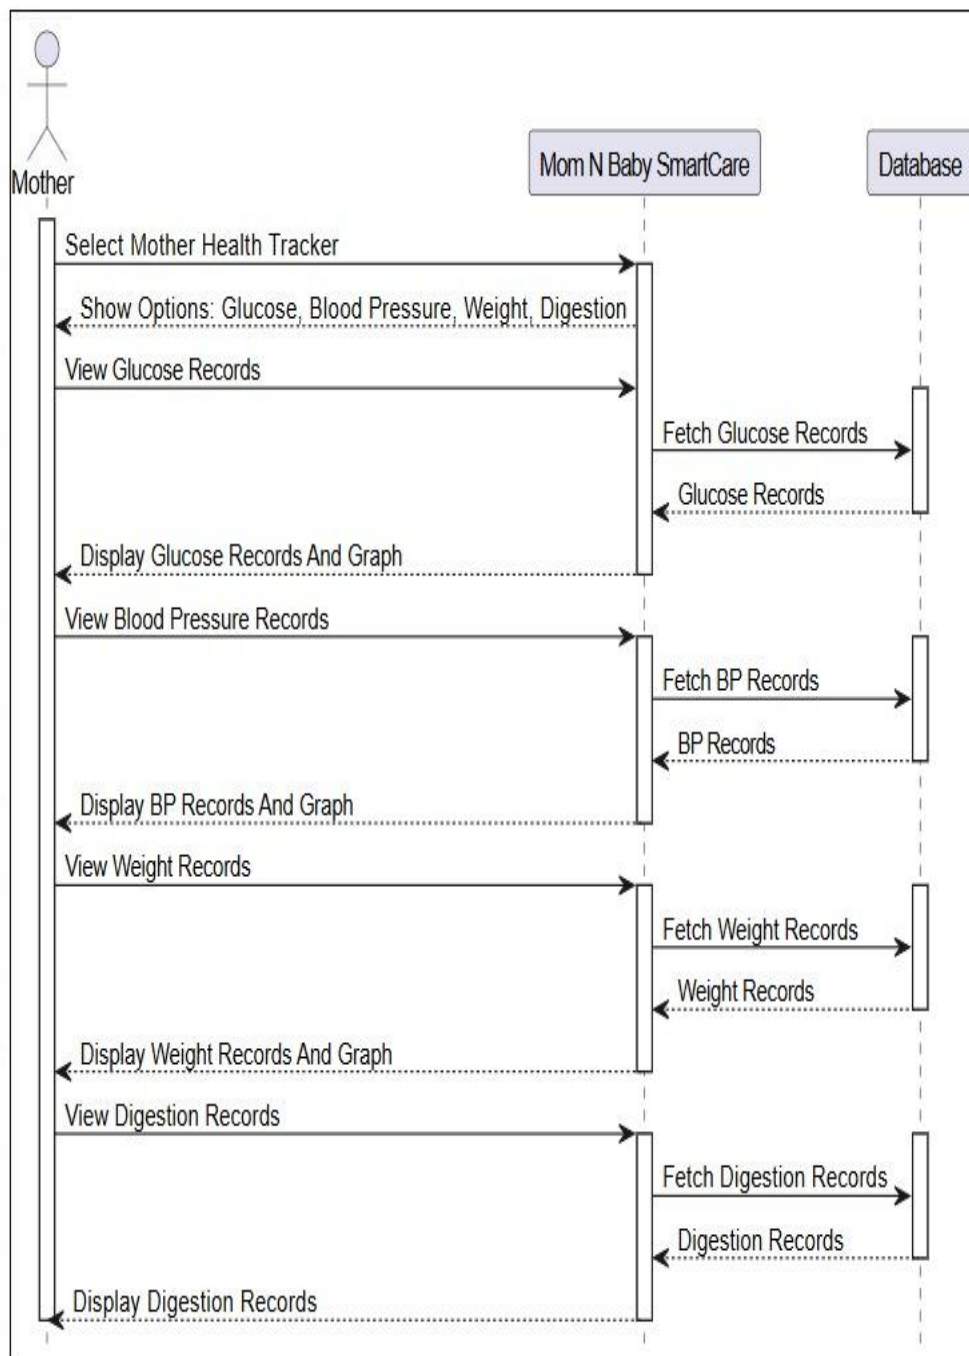 Mother
Mom N Baby SmartCare
Database
Select Mother Health Tracker
Show Options: Glucose, Blood Pressure, Weight, Digestion
View Glucose Records
Fetch Glucose Records
Glucose Records
Display Glucose Records And Graph
View Blood Pressure Records
Fetch BP Records
BP Records
Display BP Records And Graph
View Weight Records
Fetch Weight Records
Weight Records
Display Weight Records And Graph
View Digestion Records
Fetch Digestion Records
Digestion Records
Display Digestion Records